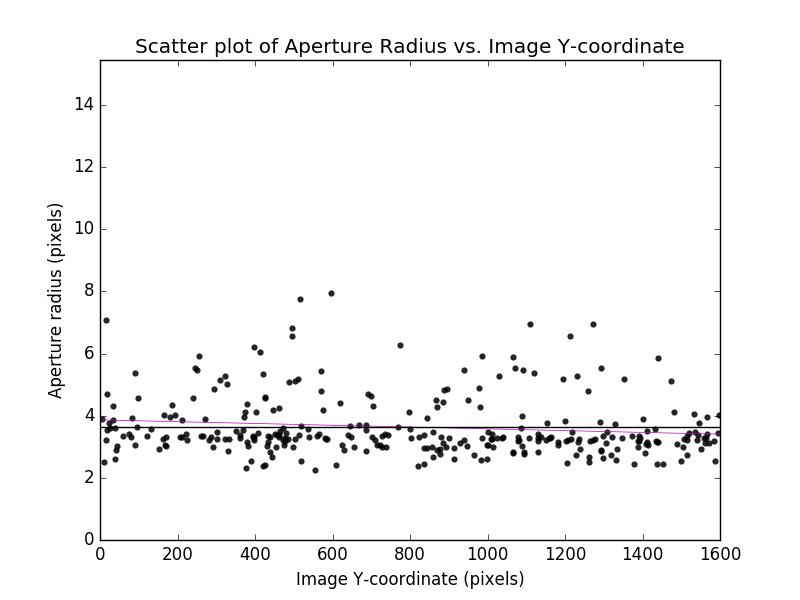 Scatter plot of Aperture Radius vs. Image Y-coordinate
14
12
10
8
6
4
2
0
Aperture radius (pixels)
0 200 400 600 800 1000 1200 1400 1600
Image Y-coordinate (pixels)